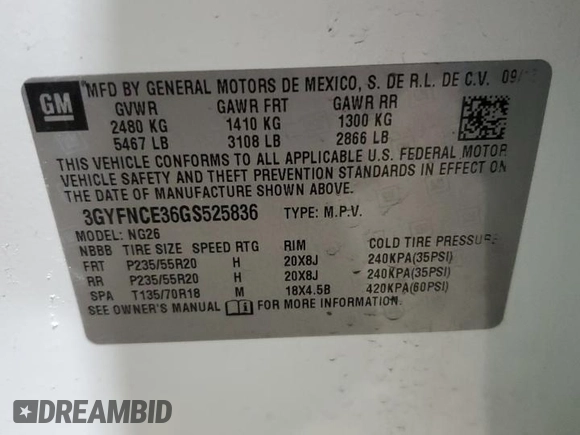 GM
MFD BY GENERAL MOTORS DE MEXICO, S. DE R.L. DE C.V. 09/
GVWR GAWR FRT GAWR RR
2480 KG 1410 KG 1300 KG
5467 LB 3108 LB 2866 LB
THIS VEHICLE CONFORMS TO ALL APPLICABLE U.S. FEDERAL MOTOR
VEHICLE SAFETY AND THEFT PREVENTION STANDARDS IN EFFECT ON
THE DATE OF MANUFACTURE SHOWN ABOVE.
3GYFNCE36GS525836 TYPE: M.P.V.
MODEL: NG26
NBBB TIRE SIZE SPEED RTG RIM COLD TIRE PRESSURE
FRT P235/55R20 H 20X8J 240KPA(35PSI)
RR P235/55R20 H 20X8J 240KPA(35PSI)
SPA T135/70R18 M 18X4.5B 420KPA(60PSI)
SEE OWNER'S MANUAL FOR MORE INFORMATION.
DREAMBID